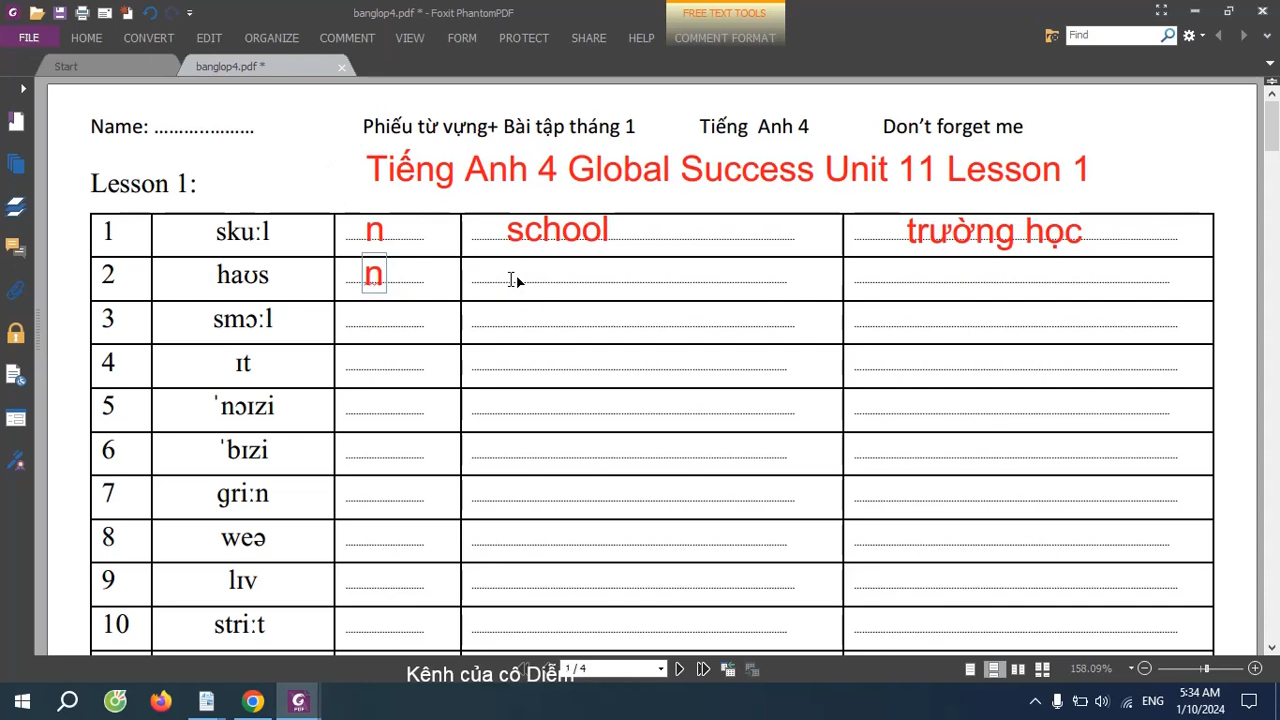 banglop4.pdf * - Foxit PhantomPDF
FREE TEXT TOOLS
FILE HOME CONVERT EDIT ORGANIZE COMMENT VIEW FORM PROTECT SHARE HELP COMMENT FORMAT Find
Start banglop4.pdf *
Name: .................... Phiếu từ vựng+ Bài tập tháng 1 Tiếng Anh 4 Don't forget me
Tiếng Anh 4 Global Success Unit 11 Lesson 1
Lesson 1:
1 skuːl n school trường học
2 haʊs n
3 smɔːl
4 ɪt
5 ˈnɔɪzi
6 ˈbɪzi
7 ɡriːn
8 weə
9 lɪv
10 striːt
Kênh của cô Diễm
1 / 4
158.09%
ENG
5:34 AM
1/10/2024